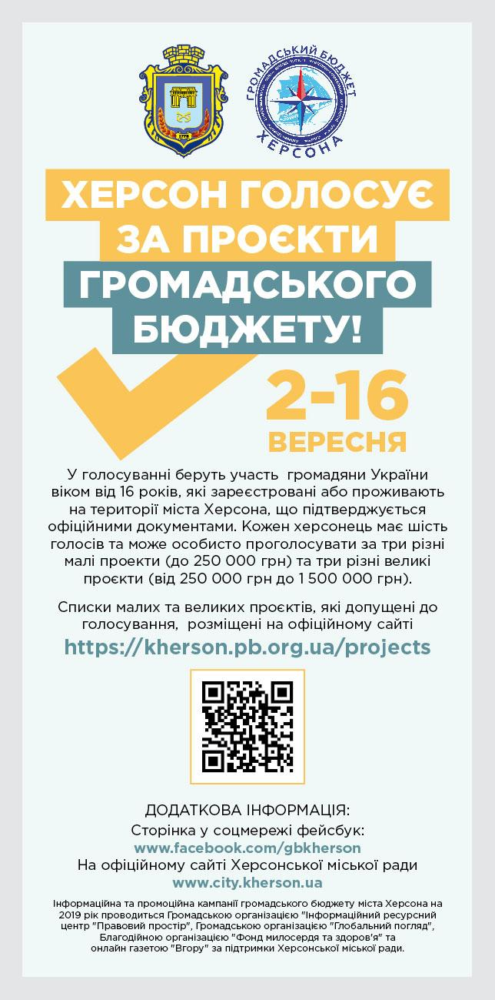 ГРОМАДСЬКИЙ БЮДЖЕТ
ХЕРСОНА
1778
ХЕРСОН ГОЛОСУЄ
ЗА ПРОЄКТИ
ГРОМАДСЬКОГО
БЮДЖЕТУ!
2-16
ВЕРЕСНЯ
У голосуванні беруть участь громадяни України
віком від 16 років, які зареєстровані або проживають
на території міста Херсона, що підтверджується
офіційними документами. Кожен херсонець має шість
голосів та може особисто проголосувати за три різні
малі проекти (до 250 000 грн) та три різні великі
проєкти (від 250 000 грн до 1 500 000 грн).
Списки малих та великих проєктів, які допущені до
голосування, розміщені на офіційному сайті
https://kherson.pb.org.ua/projects
ДОДАТКОВА ІНФОРМАЦІЯ:
Сторінка у соцмережі фейсбук:
www.facebook.com/gbkherson
На офіційному сайті Херсонської міської ради
www.city.kherson.ua
Інформаційна та промоційна кампанії громадського бюджету міста Херсона на
2019 рік проводиться Громадською організацією "Інформаційний ресурсний
центр "Правовий простір", Громадською організацією "Глобальний погляд",
Благодійною організацією "Фонд милосердя та здоров'я" та
онлайн газетою "Вгору" за підтримки Херсонської міської ради.